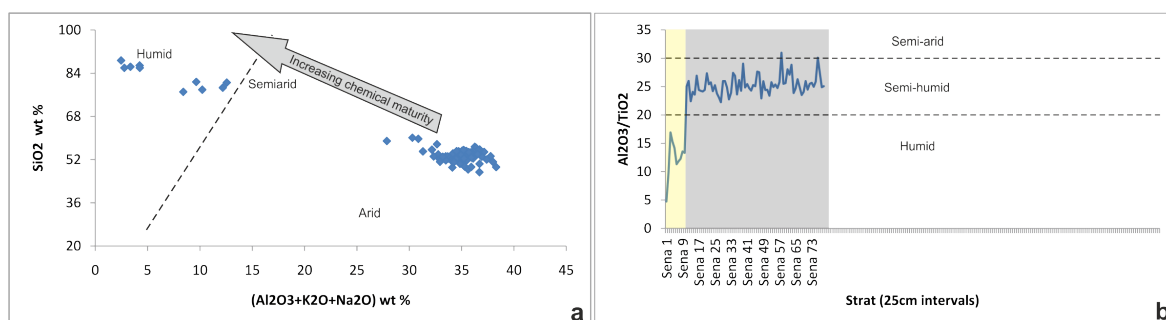 100
84
68
52
36
20
SiO2 wt %
Humid
Semiarid
Increasing chemical maturity
Arid
0 5 10 15 20 25 30 35 40 45
(Al2O3+K2O+Na2O) wt %
a
35
30
25
20
15
10
5
0
Al2O3/TiO2
Semi-arid
Semi-humid
Humid
Sena 1
Sena 9
Sena 17
Sena 25
Sena 33
Sena 41
Sena 49
Sena 57
Sena 65
Sena 73
Strat (25cm intervals)
b